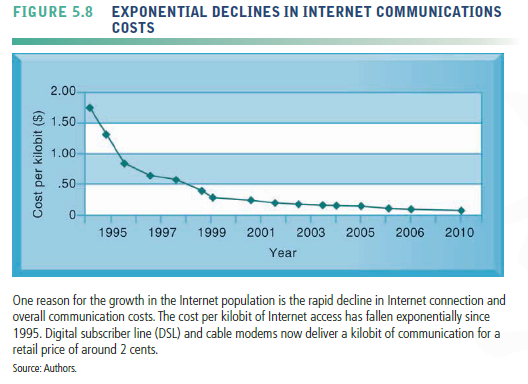 FIGURE 5.8 EXPONENTIAL DECLINES IN INTERNET COMMUNICATIONS
COSTS
2.00
1.50
1.00
.50
0
Cost per kilobit ($)
1995 1997 1999 2001 2003 2005 2006 2010
Year
One reason for the growth in the Internet population is the rapid decline in Internet connection and
overall communication costs. The cost per kilobit of Internet access has fallen exponentially since
1995. Digital subscriber line (DSL) and cable modems now deliver a kilobit of communication for a
retail price of around 2 cents.
Source: Authors.